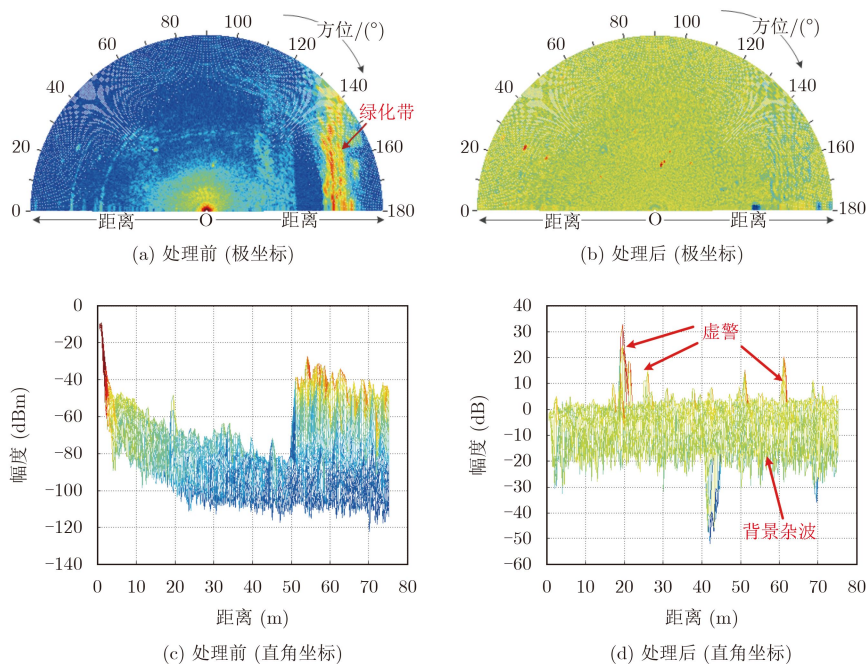 80 100
60 120
40 140
20 160
0 180
方位/(°)
绿化带
距离 O 距离
(a) 处理前 (极坐标)
80 100
60 120
40 140
20 160
0 180
方位/(°)
距离 O 距离
(b) 处理后 (极坐标)
0
−20
−40
−60
−80
−100
−120
−140
幅度 (dBm)
0 10 20 30 40 50 60 70 80
距离 (m)
(c) 处理前 (直角坐标)
40
30
20
10
0
−10
−20
−30
−40
−50
−60
幅度 (dB)
虚警
背景杂波
0 10 20 30 40 50 60 70 80
距离 (m)
(d) 处理后 (直角坐标)